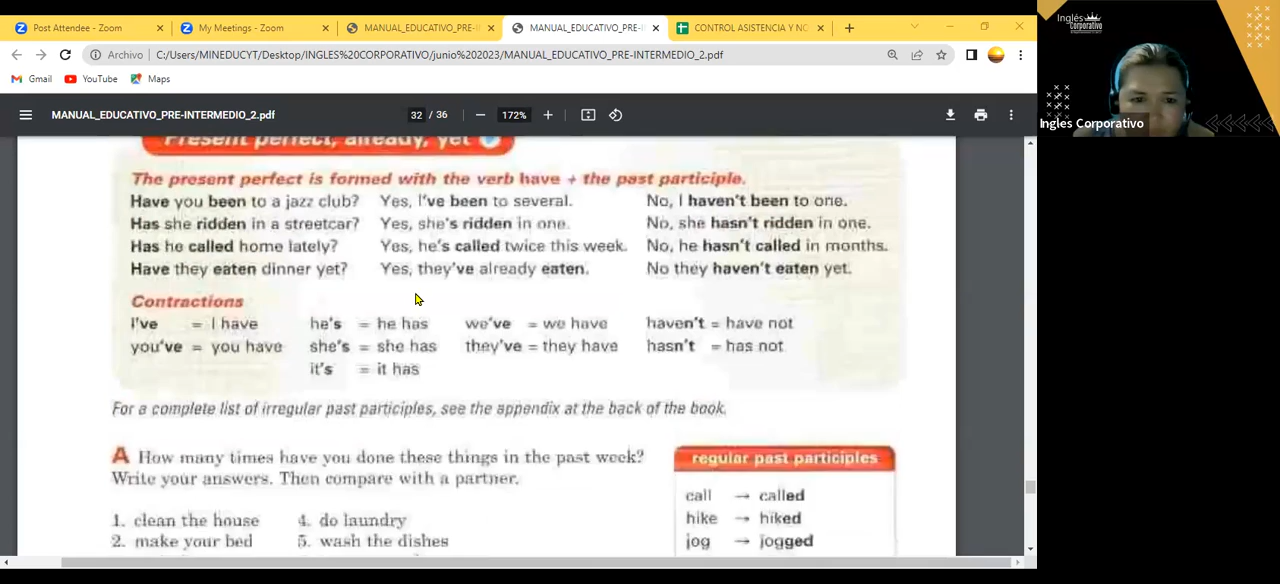 Post Attendee - Zoom
My Meetings - Zoom
MANUAL_EDUCATIVO_PRE-I
MANUAL_EDUCATIVO_PRE-I
CONTROL ASISTENCIA Y NO
Archivo C:/Users/MINEDUCYT/Desktop/INGLES%20CORPORATIVO/junio%202023/MANUAL_EDUCATIVO_PRE-INTERMEDIO_2.pdf
Gmail YouTube Maps
MANUAL_EDUCATIVO_PRE-INTERMEDIO_2.pdf 32 / 36 172%
Present perfect, already, yet
The present perfect is formed with the verb have + the past participle.
Have you been to a jazz club? Yes, I've been to several. No, I haven't been to one.
Has she ridden in a streetcar? Yes, she's ridden in one. No, she hasn't ridden in one.
Has he called home lately? Yes, he's called twice this week. No, he hasn't called in months.
Have they eaten dinner yet? Yes, they've already eaten. No they haven't eaten yet.
Contractions
I've = I have he's = he has we've = we have haven't = have not
you've = you have she's = she has they've = they have hasn't = has not
it's = it has
For a complete list of irregular past participles, see the appendix at the back of the book.
A How many times have you done these things in the past week?
Write your answers. Then compare with a partner.
1. clean the house 4. do laundry
2. make your bed 5. wash the dishes
regular past participles
call → called
hike → hiked
jog → jogged
Inglés
Corporativo
Ingles Corporativo